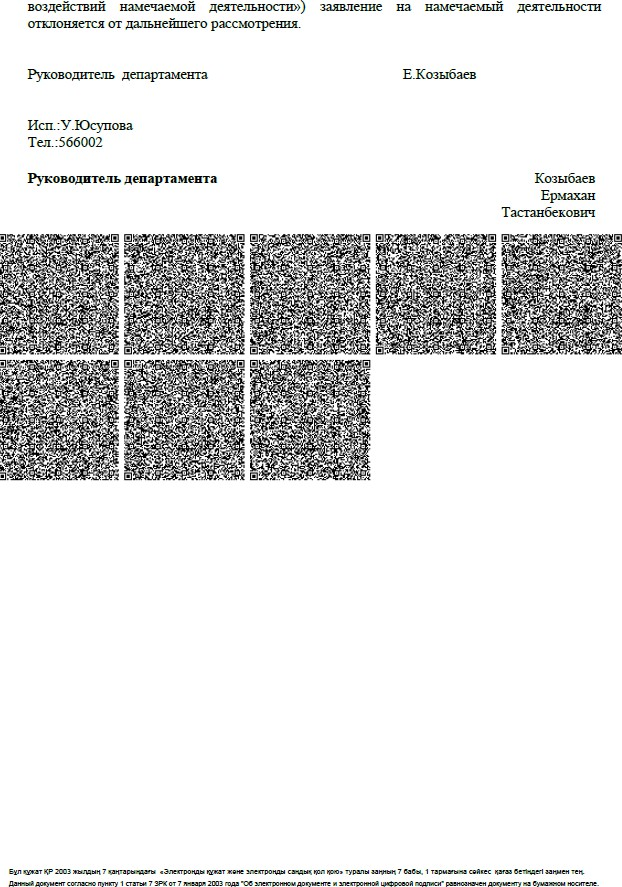 воздействий намечаемой деятельности») заявление на намечаемый деятельности
отклоняется от дальнейшего рассмотрения.
Руководитель департамента Е.Козыбаев
Исп.:У.Юсупова
Тел.:566002
Руководитель департамента Козыбаев
Ермахан
Тастанбекович
Бұл құжат ҚР 2003 жылдың 7 қаңтарындағы «Электронды құжат және электронды сандық қол қою» туралы заңның 7 бабы, 1 тармағына сәйкес қағаз бетіндегі заңмен тең.
Данный документ согласно пункту 1 статьи 7 ЗРК от 7 января 2003 года "Об электронном документе и электронной цифровой подписи" равнозначен документу на бумажном носителе.